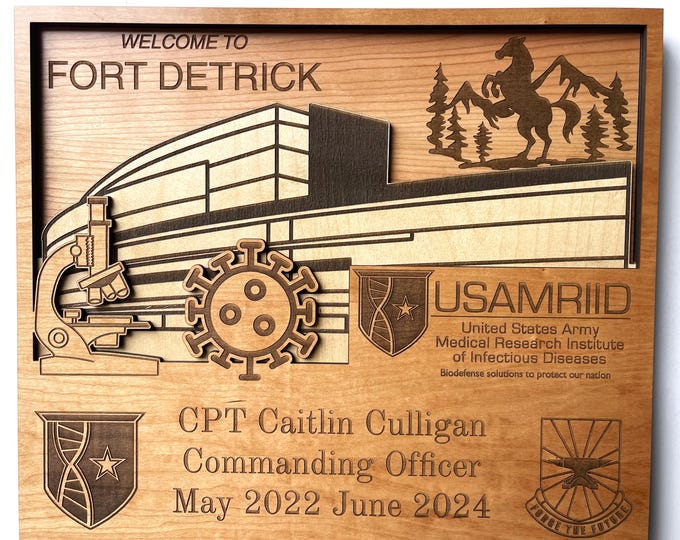 WELCOME TO
FORT DETRICK
USAMRIID
United States Army
Medical Research Institute
of Infectious Diseases
Biodefense solutions to protect our nation
CPT Caitlin Culligan
Commanding Officer
May 2022 June 2024
FORGE THE FUTURE